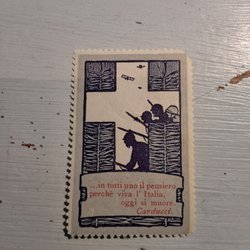 ...in tutti uno il pensiero
perchè viva l' Italia,
oggi si muore.
Carducci.